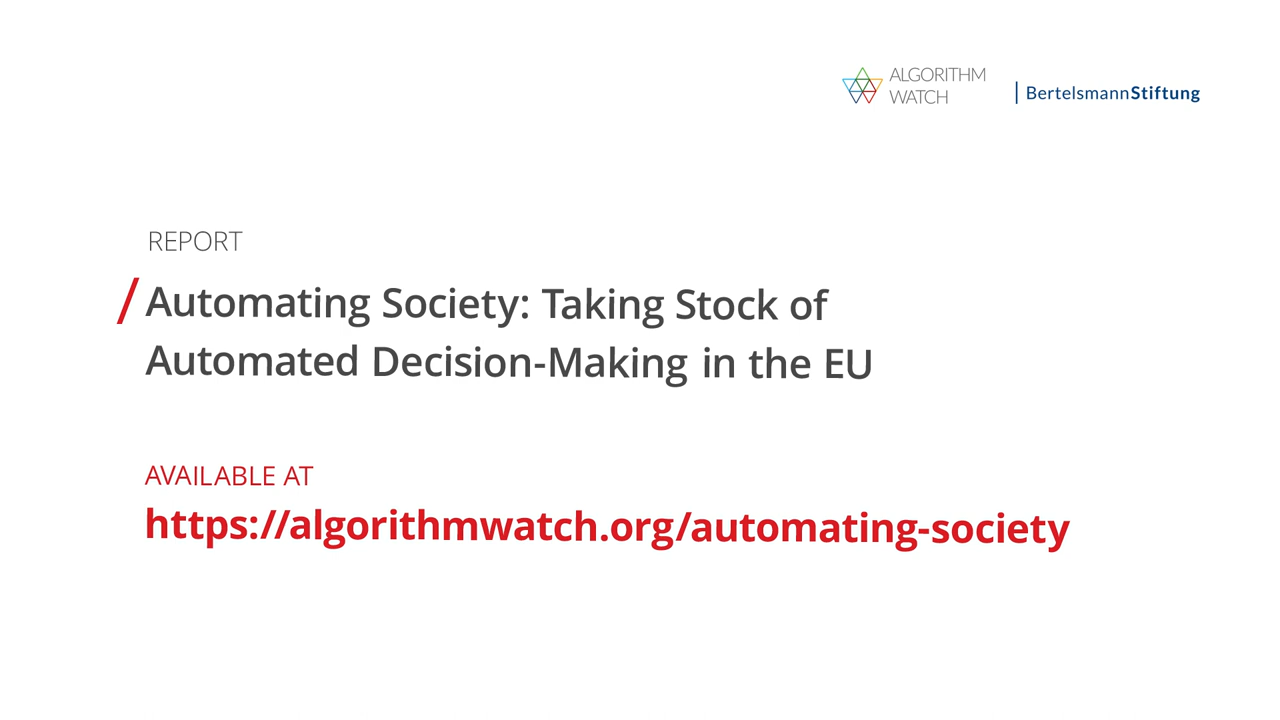 ALGORITHM
WATCH
BertelsmannStiftung
REPORT
/Automating Society: Taking Stock of
Automated Decision-Making in the EU
AVAILABLE AT
https://algorithmwatch.org/automating-society